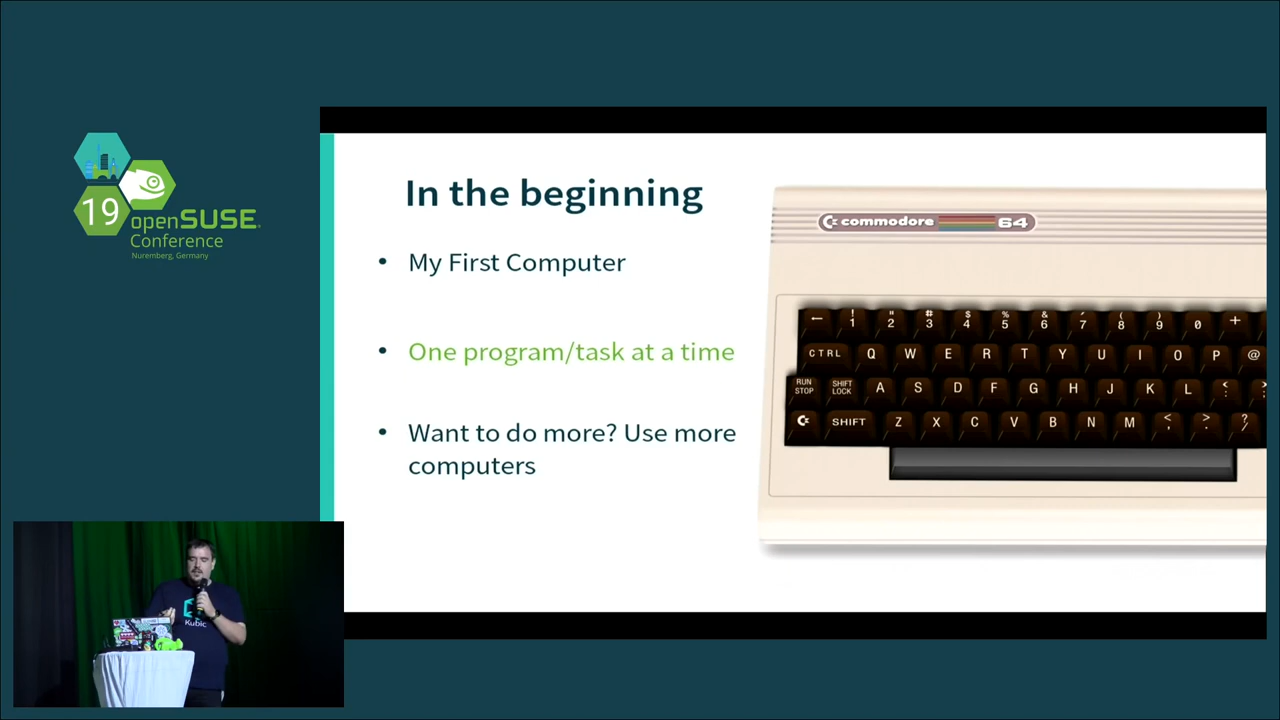 19
openSUSE
Conference
Nuremberg, Germany
In the beginning
• My First Computer
• One program/task at a time
• Want to do more? Use more
computers
commodore 64
← ! 1 " 2 # 3 $ 4 % 5 & 6 ' 7 ( 8 ) 9 0 +
CTRL Q W E R T Y U I O P @
RUN STOP SHIFT LOCK A S D F G H J K L
SHIFT Z X C V B N M < , > . ? /
Kubic